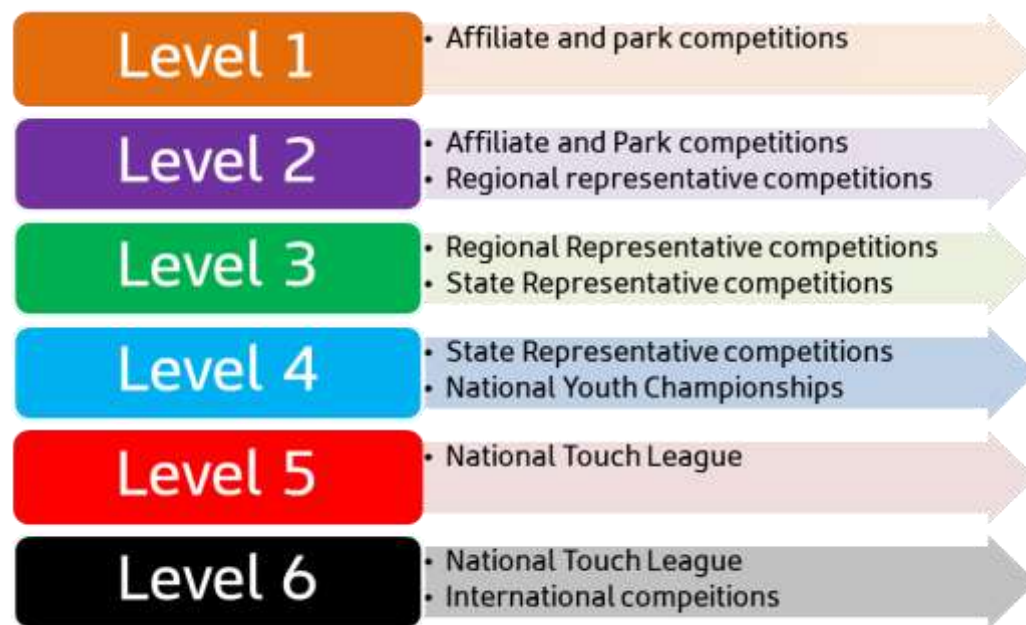 Level 1
• Affiliate and park competitions
Level 2
• Affiliate and Park competitions
• Regional representative competitions
Level 3
• Regional Representative competitions
• State Representative competitions
Level 4
• State Representative competitions
• National Youth Championships
Level 5
• National Touch League
Level 6
• National Touch League
• International compeitions